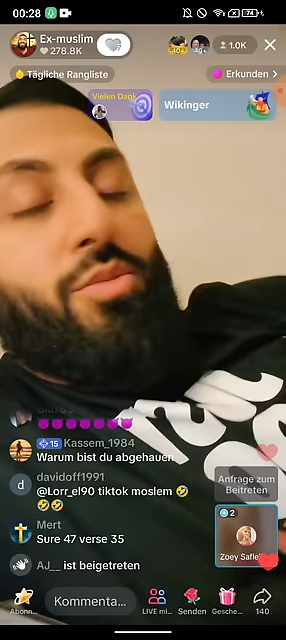 00:28
74
Ex-muslim
278.8K
40+
40+
1.0K
Tägliche Rangliste
Erkunden >
Vielen Dank
Wikinger
15 Kassem_1984
Warum bist du abgehauen
davidoff1991
@Lorr_el90 tiktok moslem 🤣
🤣🤣
Mert
Sure 47 verse 35
AJ__ ist beigetreten
Anfrage zum
Beitreten
2
Zoey Safie
Kommenta...
Abonn...
LIVE mi...
Senden
Gesche...
140